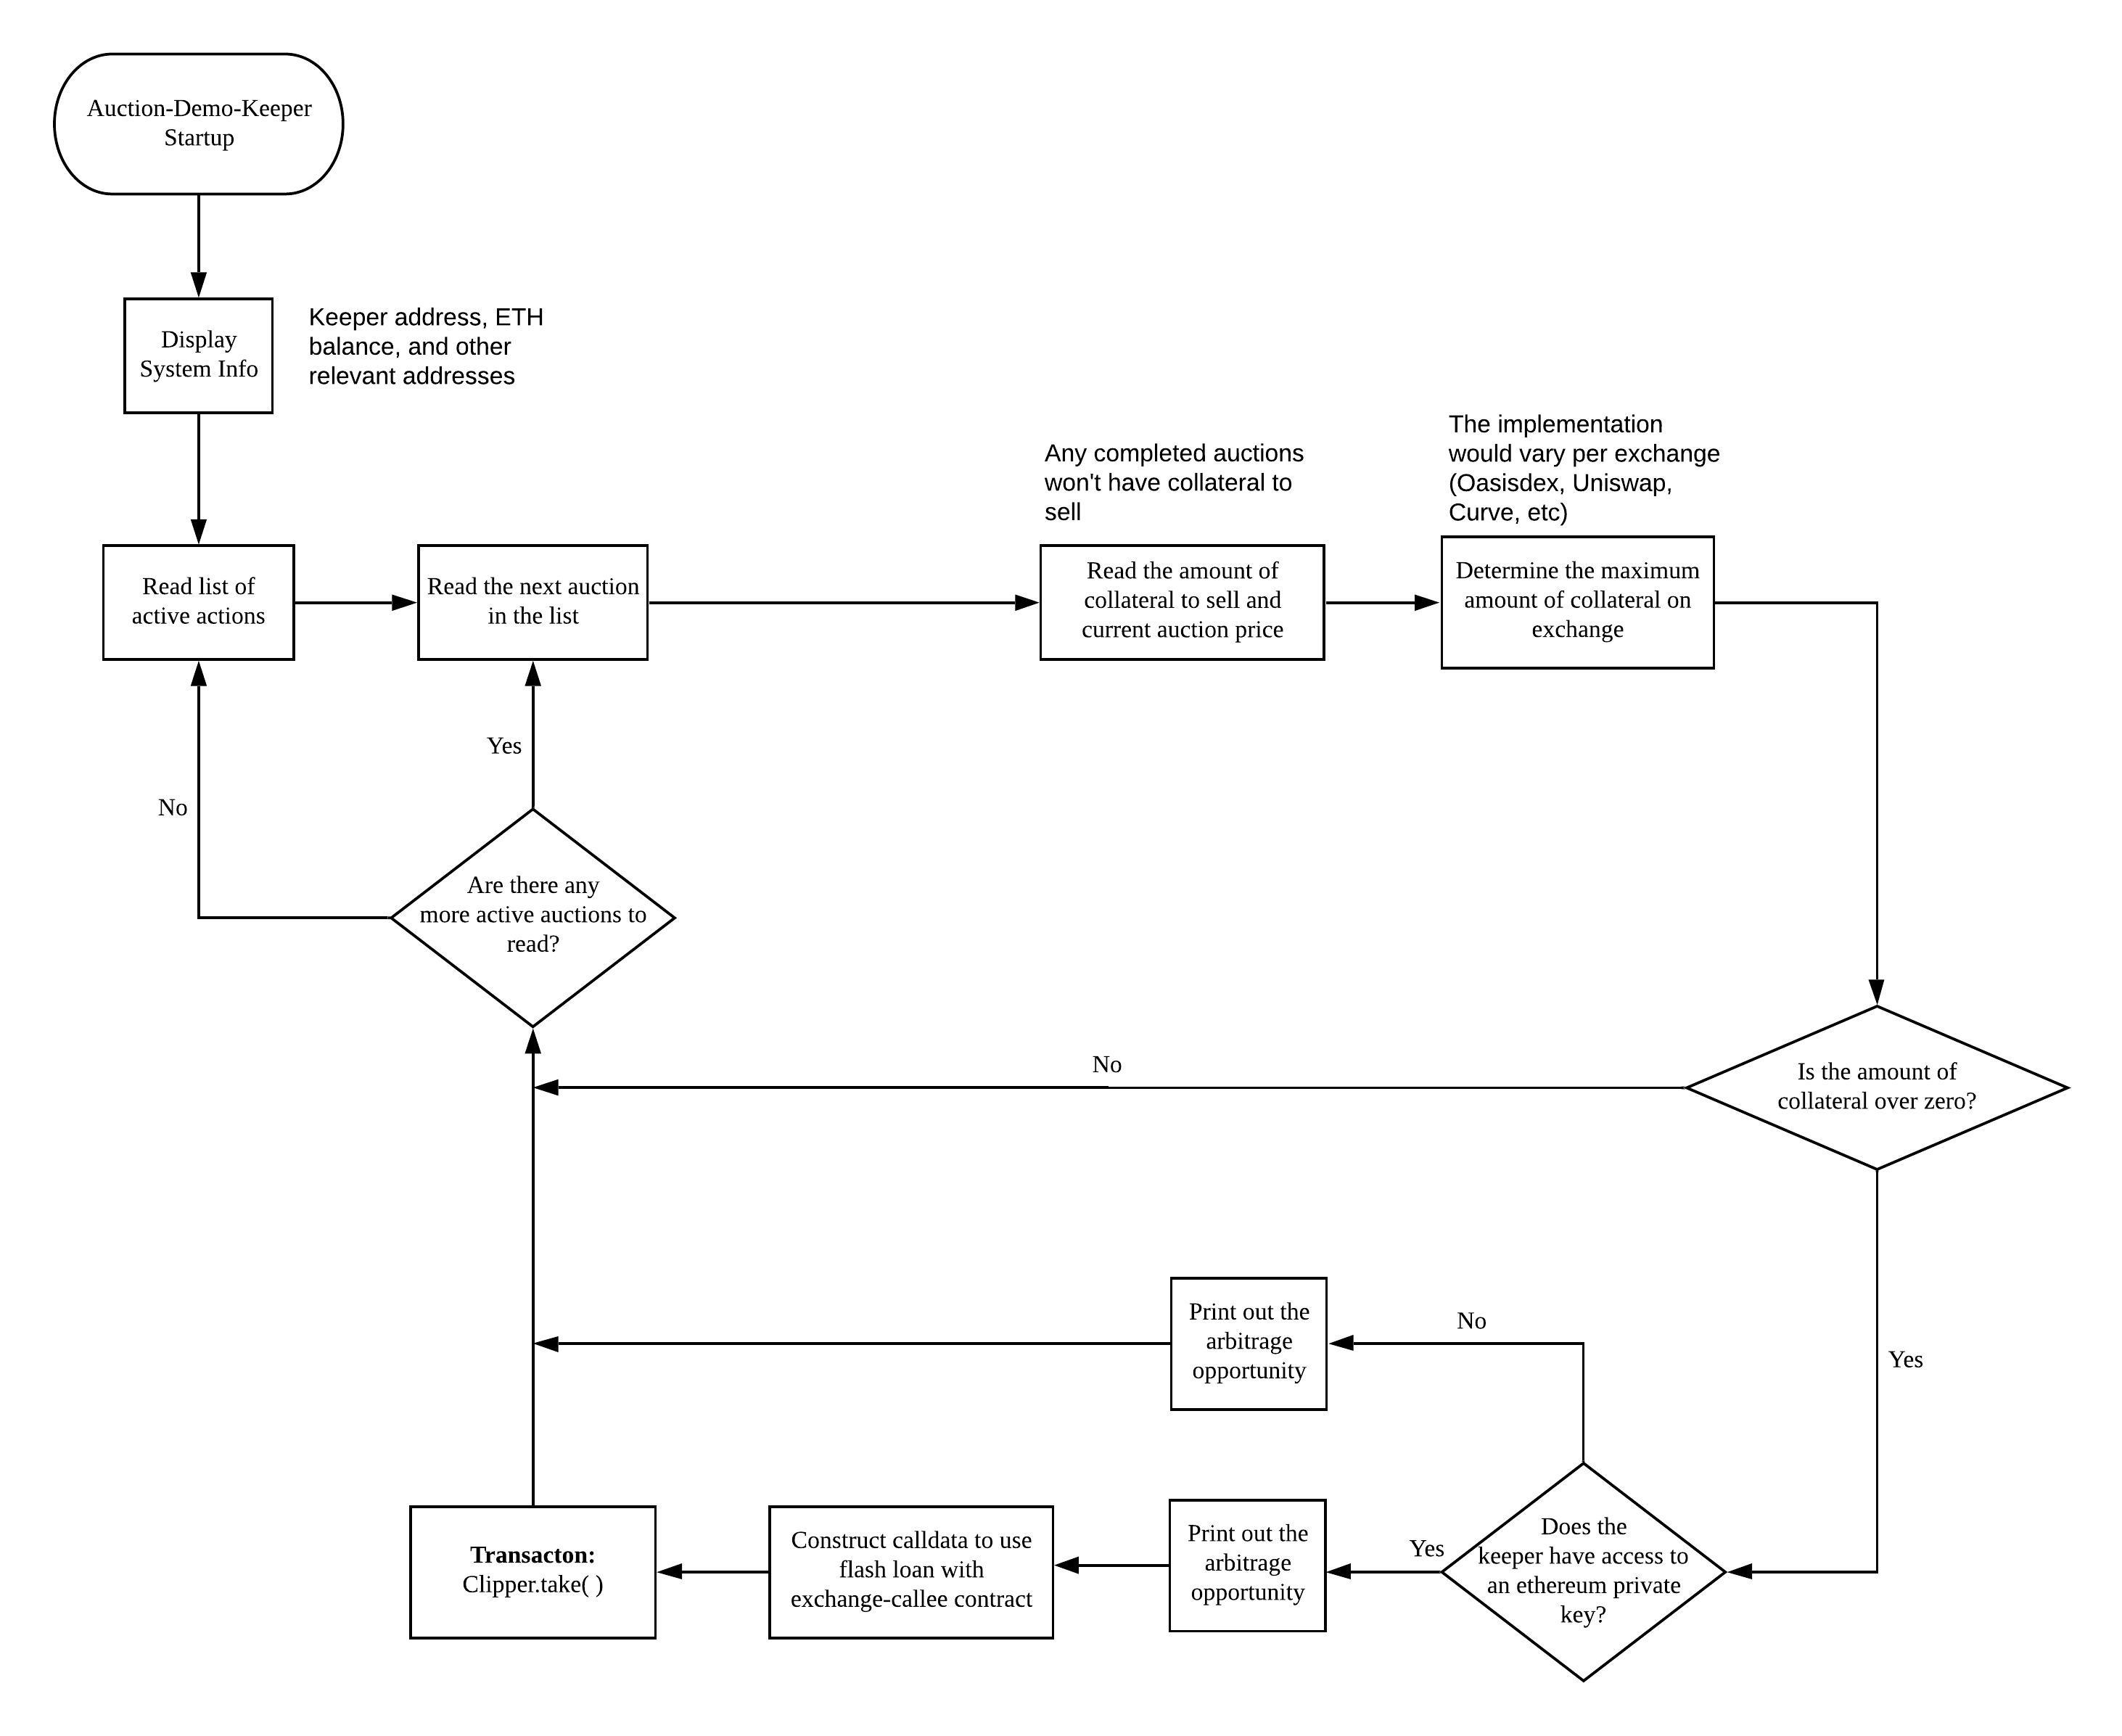 Auction-Demo-Keeper
Startup
Display
System Info
Keeper address, ETH
balance, and other
relevant addresses
Read list of
active actions
Read the next auction
in the list
Any completed auctions
won't have collateral to
sell
Read the amount of
collateral to sell and
current auction price
The implementation
would vary per exchange
(Oasisdex, Uniswap,
Curve, etc)
Determine the maximum
amount of collateral on
exchange
Yes
No
Are there any
more active auctions to
read?
No
Is the amount of
collateral over zero?
Print out the
arbitrage
opportunity
No
Yes
Transacton:
Clipper.take( )
Construct calldata to use
flash loan with
exchange-callee contract
Print out the
arbitrage
opportunity
Yes
Does the
keeper have access to
an ethereum private
key?